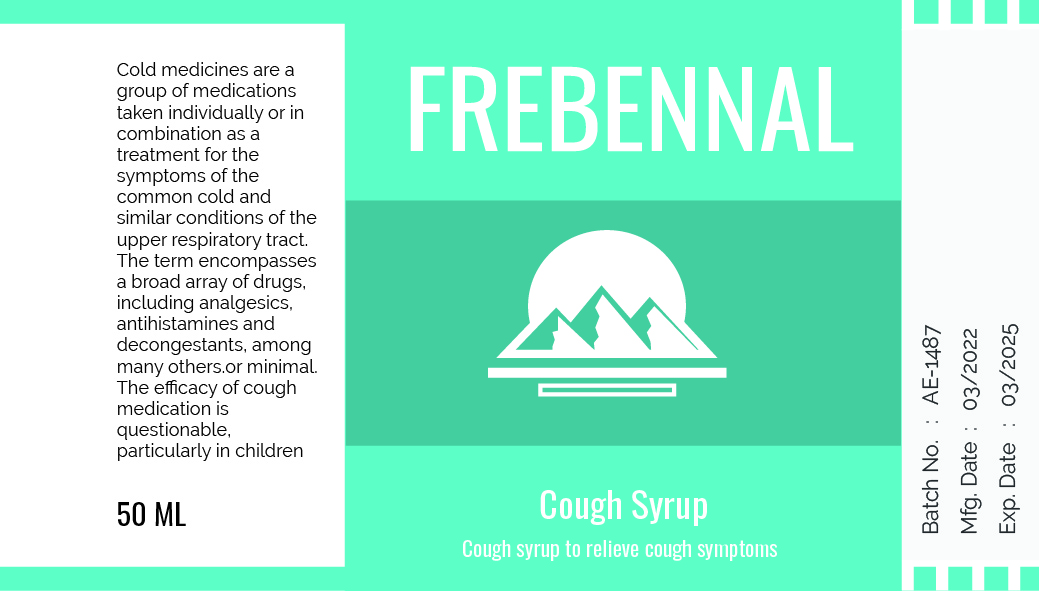 Cold medicines are a
group of medications
taken individually or in
combination as a
treatment for the
symptoms of the
common cold and
similar conditions of the
upper respiratory tract.
The term encompasses
a broad array of drugs,
including analgesics,
antihistamines and
decongestants, among
many others.or minimal.
The efficacy of cough
medication is
questionable,
particularly in children
50 ML
FREBENNAL
Cough Syrup
Cough syrup to relieve cough symptoms
Batch No. : AE-1487
Mfg. Date : 03/2022
Exp. Date : 03/2025